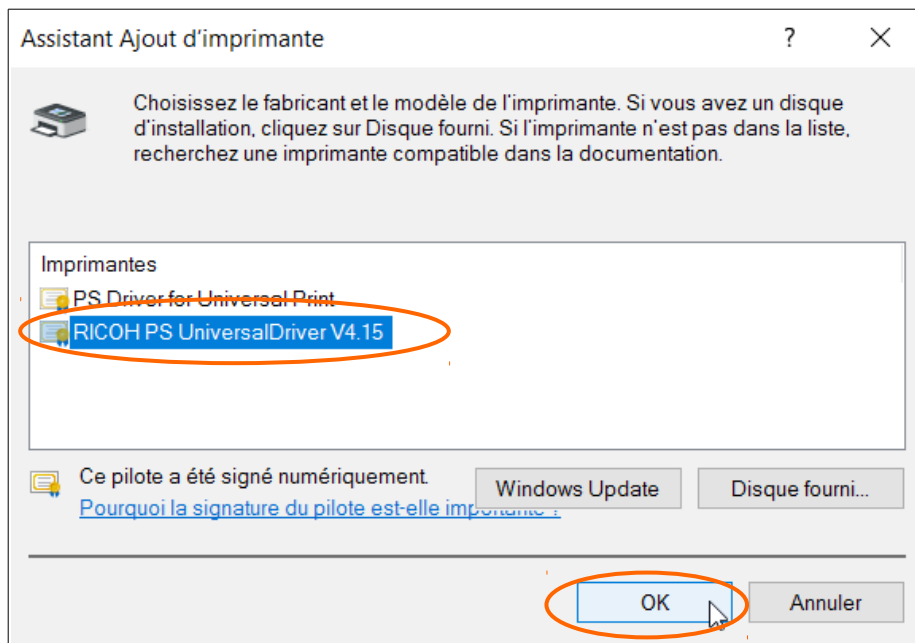 Assistant Ajout d'imprimante
?
Choisissez le fabricant et le modèle de l'imprimante. Si vous avez un disque
d'installation, cliquez sur Disque fourni. Si l'imprimante n'est pas dans la liste,
recherchez une imprimante compatible dans la documentation.
Imprimantes
PS Driver for Universal Print
RICOH PS UniversalDriver V4.15
Ce pilote a été signé numériquement.
Pourquoi la signature du pilote est-elle importante ?
Windows Update
Disque fourni...
OK
Annuler